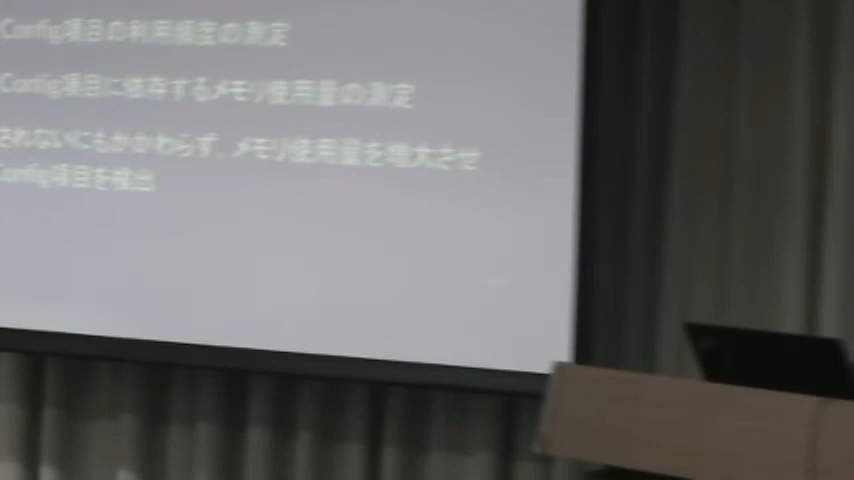 Config項目の利用頻度の測定
Config項目に依存するメモリ使用量の測定
されないにもかかわらず、メモリ使用量を増大させ
Config項目を検出